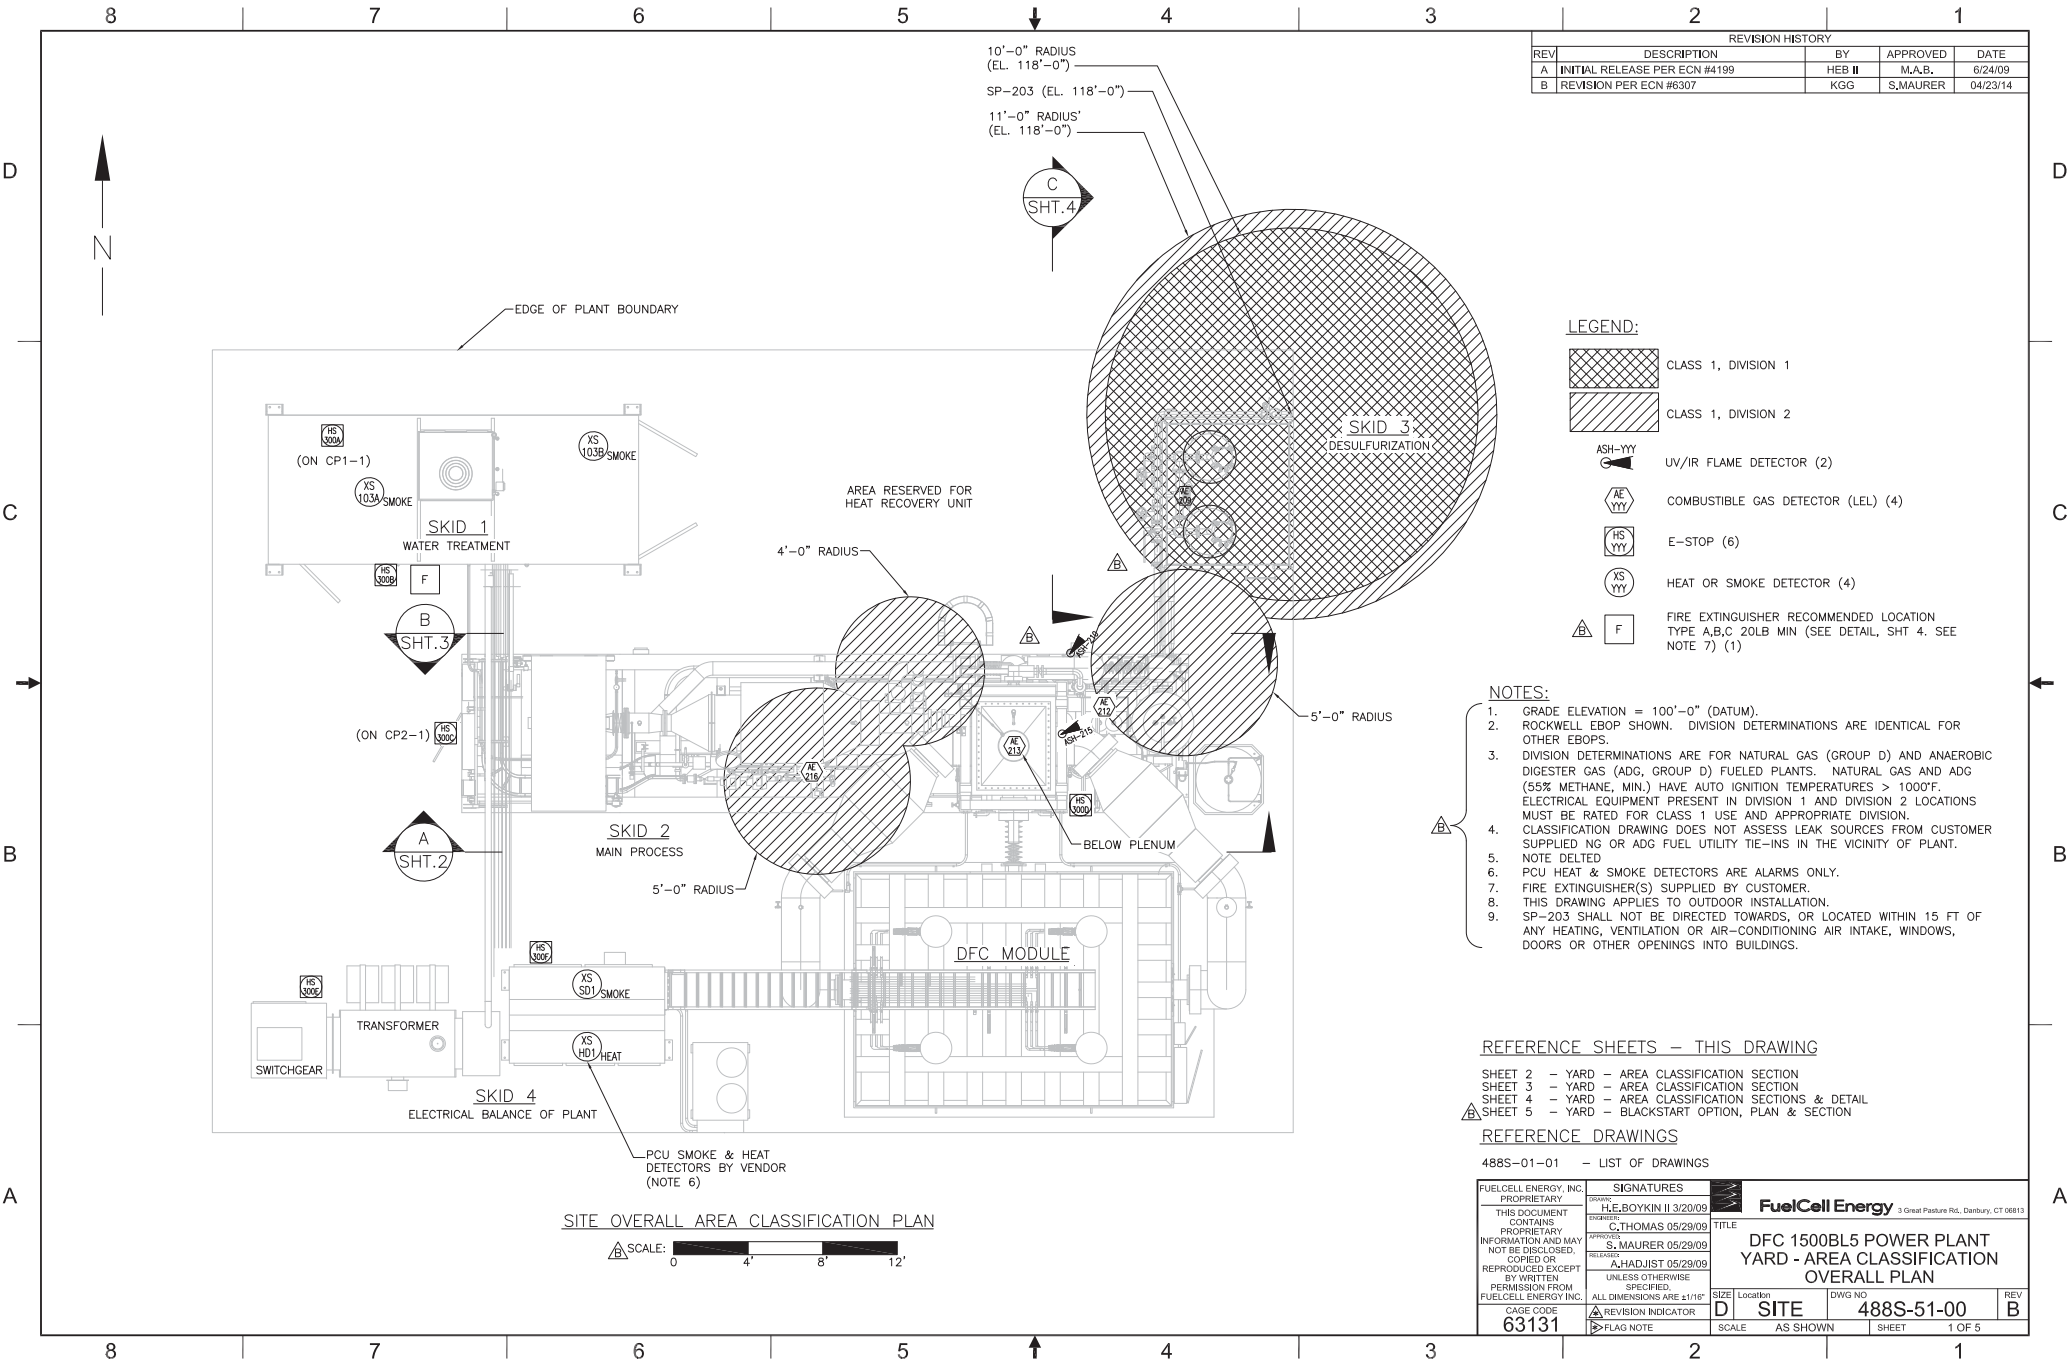 8 7 6 5 4 3 2 1
D
C
B
A
REVISION HISTORY
REV DESCRIPTION BY APPROVED DATE
A INITIAL RELEASE PER ECN #4199 HEB II M.A.B. 6/24/09
B REVISION PER ECN #6307 KGG S.MAURER 04/23/14
10'-0" RADIUS
(EL. 118'-0")
SP-203 (EL. 118'-0")
11'-0" RADIUS'
(EL. 118'-0")
C
SHT.4
N
EDGE OF PLANT BOUNDARY
HS
300A
(ON CP1-1)
XS
103B
SMOKE
XS
103A
SMOKE
SKID 1
WATER TREATMENT
HS
300B
F
B
SHT.3
AREA RESERVED FOR
HEAT RECOVERY UNIT
4'-0" RADIUS
SKID 3
DESULFURIZATION
AE
209
B
B
ASH-219
5'-0" RADIUS
AE
212
ASH-215
AE
213
AE
216
(ON CP2-1)
HS
300C
HS
300D
A
SHT.2
SKID 2
MAIN PROCESS
5'-0" RADIUS
BELOW PLENUM
DFC MODULE
HS
300F
HS
300E
XS
SD1
SMOKE
XS
HD1
HEAT
TRANSFORMER
SWITCHGEAR
SKID 4
ELECTRICAL BALANCE OF PLANT
PCU SMOKE & HEAT
DETECTORS BY VENDOR
(NOTE 6)
SITE OVERALL AREA CLASSIFICATION PLAN
B SCALE:
0 4' 8' 12'
LEGEND:
CLASS 1, DIVISION 1
CLASS 1, DIVISION 2
ASH-YYY
UV/IR FLAME DETECTOR (2)
AE
YYY
COMBUSTIBLE GAS DETECTOR (LEL) (4)
HS
YYY
E-STOP (6)
XS
YYY
HEAT OR SMOKE DETECTOR (4)
B F
FIRE EXTINGUISHER RECOMMENDED LOCATION
TYPE A,B,C 20LB MIN (SEE DETAIL, SHT 4. SEE
NOTE 7) (1)
NOTES:
1. GRADE ELEVATION = 100'-0" (DATUM).
2. ROCKWELL EBOP SHOWN. DIVISION DETERMINATIONS ARE IDENTICAL FOR
OTHER EBOPS.
3. DIVISION DETERMINATIONS ARE FOR NATURAL GAS (GROUP D) AND ANAEROBIC
DIGESTER GAS (ADG, GROUP D) FUELED PLANTS. NATURAL GAS AND ADG
(55% METHANE, MIN.) HAVE AUTO IGNITION TEMPERATURES > 1000°F.
ELECTRICAL EQUIPMENT PRESENT IN DIVISION 1 AND DIVISION 2 LOCATIONS
MUST BE RATED FOR CLASS 1 USE AND APPROPRIATE DIVISION.
B
4. CLASSIFICATION DRAWING DOES NOT ASSESS LEAK SOURCES FROM CUSTOMER
SUPPLIED NG OR ADG FUEL UTILITY TIE-INS IN THE VICINITY OF PLANT.
5. NOTE DELTED
6. PCU HEAT & SMOKE DETECTORS ARE ALARMS ONLY.
7. FIRE EXTINGUISHER(S) SUPPLIED BY CUSTOMER.
8. THIS DRAWING APPLIES TO OUTDOOR INSTALLATION.
9. SP-203 SHALL NOT BE DIRECTED TOWARDS, OR LOCATED WITHIN 15 FT OF
ANY HEATING, VENTILATION OR AIR-CONDITIONING AIR INTAKE, WINDOWS,
DOORS OR OTHER OPENINGS INTO BUILDINGS.
REFERENCE SHEETS - THIS DRAWING
SHEET 2 - YARD - AREA CLASSIFICATION SECTION
SHEET 3 - YARD - AREA CLASSIFICATION SECTION
SHEET 4 - YARD - AREA CLASSIFICATION SECTIONS & DETAIL
B SHEET 5 - YARD - BLACKSTART OPTION, PLAN & SECTION
REFERENCE DRAWINGS
488S-01-01 - LIST OF DRAWINGS
FUELCELL ENERGY, INC.
PROPRIETARY
THIS DOCUMENT
CONTAINS
PROPRIETARY
INFORMATION AND MAY
NOT BE DISCLOSED,
COPIED OR
REPRODUCED EXCEPT
BY WRITTEN
PERMISSION FROM
FUELCELL ENERGY INC.
CAGE CODE
63131
SIGNATURES
DRAWN:
H.E.BOYKIN II 3/20/09
ENGINEER:
C.THOMAS 05/29/09
APPROVED:
S. MAURER 05/29/09
RELEASED:
A.HADJIST 05/29/09
UNLESS OTHERWISE
SPECIFIED,
ALL DIMENSIONS ARE ±1/16"
REVISION INDICATOR
FLAG NOTE
FuelCell Energy 3 Great Pasture Rd., Danbury, CT 06813
TITLE
DFC 1500BL5 POWER PLANT
YARD - AREA CLASSIFICATION
OVERALL PLAN
SIZE D
Location SITE
DWG NO 488S-51-00
REV B
SCALE AS SHOWN SHEET 1 OF 5
D
C
B
A
8 7 6 5 4 3 2 1